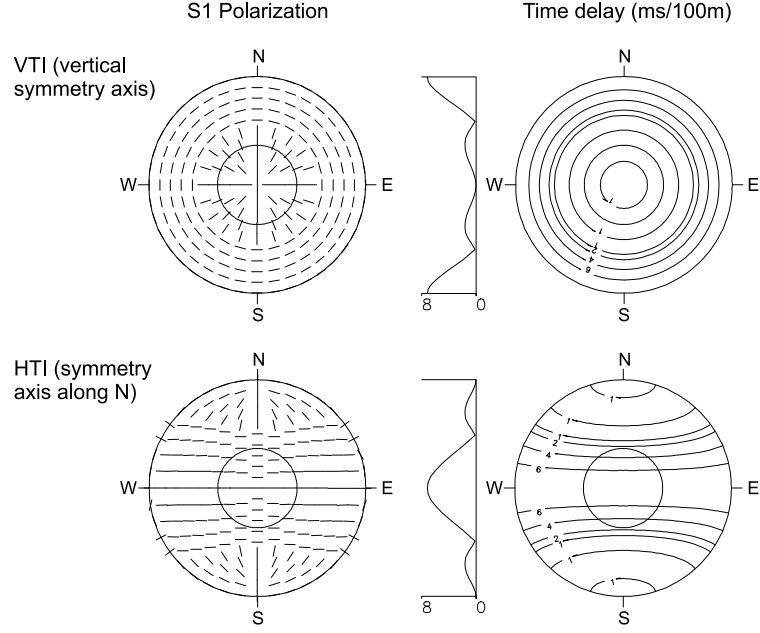 S1 Polarization
Time delay (ms/100m)
VTI (vertical
symmetry axis)
N
N
W
E
W
E
1
1
2
4
6
S
8
0
S
HTI (symmetry
axis along N)
N
N
1
1
1
2
4
6
W
E
W
E
6
4
2
1
1
1
S
8
0
S